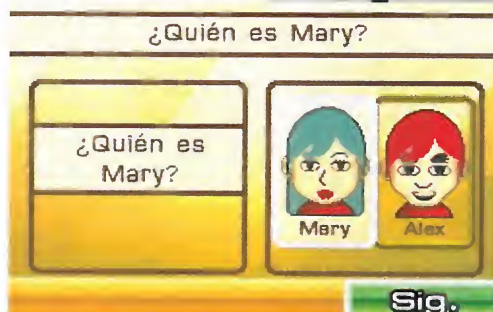 ¿Quién es Mary?
¿Quién es
Mary?
Mary
Alex
Sig.